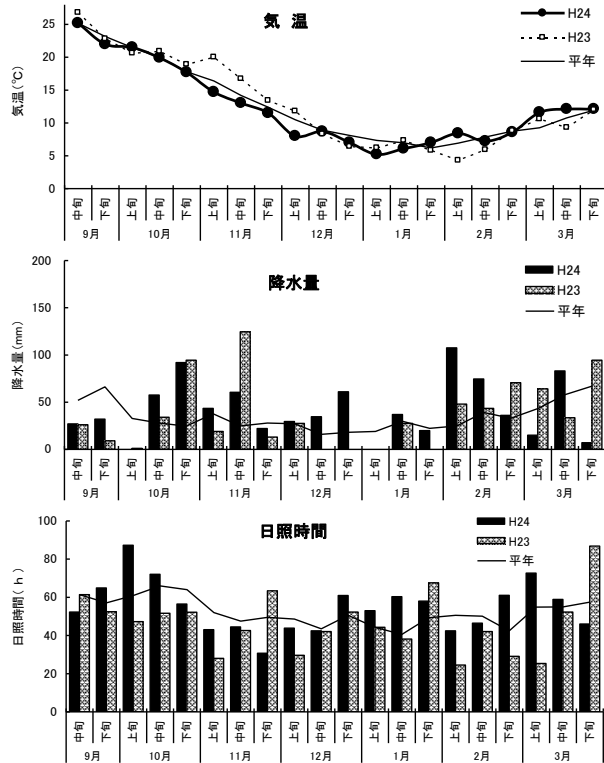 気 温
H24
H23
平年
気温(℃)
25
20
15
10
5
0
中旬 下旬 上旬 中旬 下旬 上旬 中旬 下旬 上旬 中旬 下旬 上旬 中旬 下旬 上旬 中旬 下旬 上旬 中旬 下旬
9月 10月 11月 12月 1月 2月 3月
降水量
H24
H23
平年
降水量(mm)
200
150
100
50
0
中旬 下旬 上旬 中旬 下旬 上旬 中旬 下旬 上旬 中旬 下旬 上旬 中旬 下旬 上旬 中旬 下旬 上旬 中旬 下旬
9月 10月 11月 12月 1月 2月 3月
日照時間
H24
H23
平年
日照時間(h)
100
80
60
40
20
0
中旬 下旬 上旬 中旬 下旬 上旬 中旬 下旬 上旬 中旬 下旬 上旬 中旬 下旬 上旬 中旬 下旬 上旬 中旬 下旬
9月 10月 11月 12月 1月 2月 3月